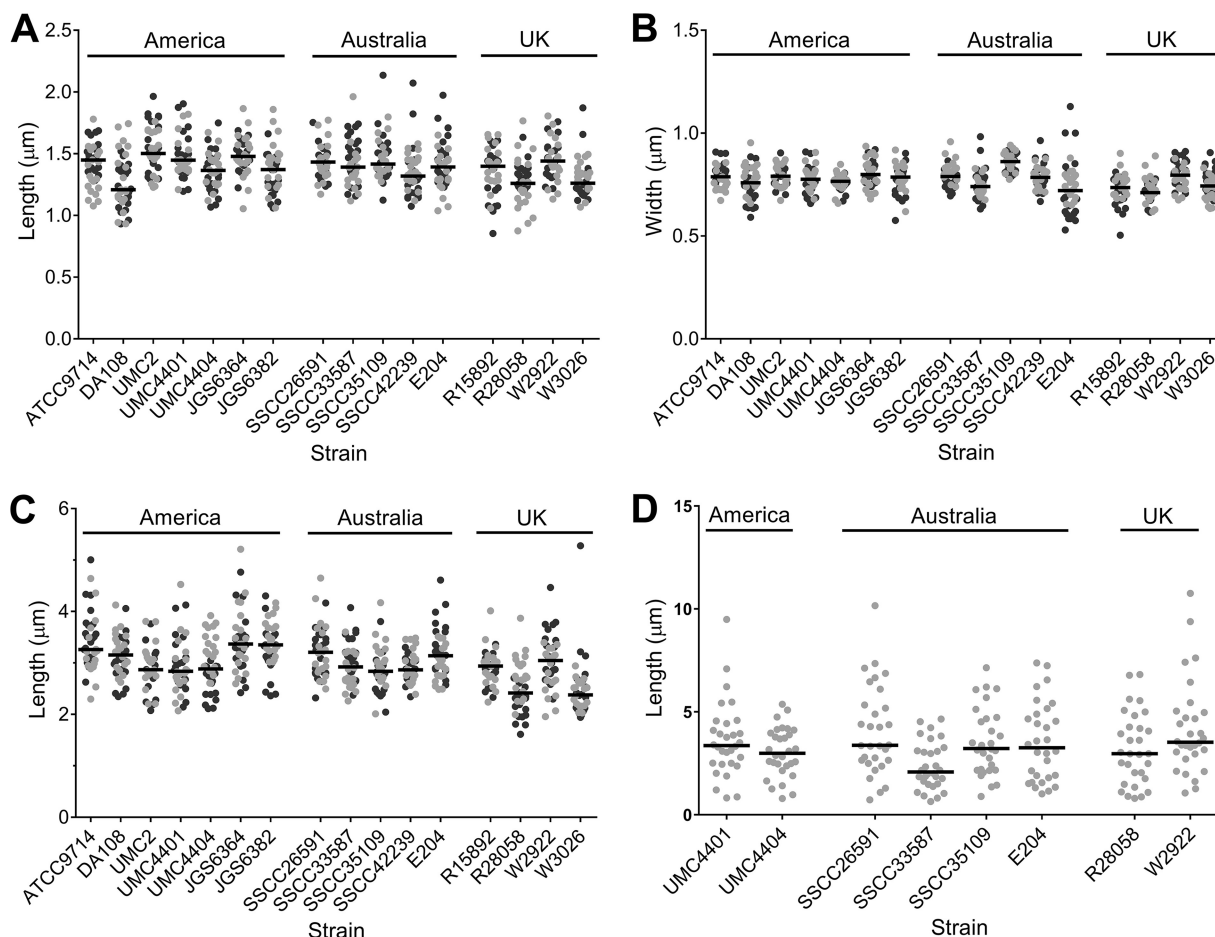 A
America Australia UK
Length (μm)
2.5
2.0
1.5
1.0
0.5
0.0
ATCC9714 DA108 UMC2 UMC4401 UMC4404 JGS6364 JGS6382 SSCC26591 SSCC33587 SSCC35109 SSCC42239 E204 R15892 R28058 W2922 W3026
Strain
B
America Australia UK
Width (μm)
1.5
1.0
0.5
0.0
ATCC9714 DA108 UMC2 UMC4401 UMC4404 JGS6364 JGS6382 SSCC26591 SSCC33587 SSCC35109 SSCC42239 E204 R15892 R28058 W2922 W3026
Strain
C
America Australia UK
Length (μm)
6
4
2
0
ATCC9714 DA108 UMC2 UMC4401 UMC4404 JGS6364 JGS6382 SSCC26591 SSCC33587 SSCC35109 SSCC42239 E204 R15892 R28058 W2922 W3026
Strain
D
America Australia UK
Length (μm)
15
10
5
0
UMC4401 UMC4404 SSCC26591 SSCC33587 SSCC35109 E204 R28058 W2922
Strain